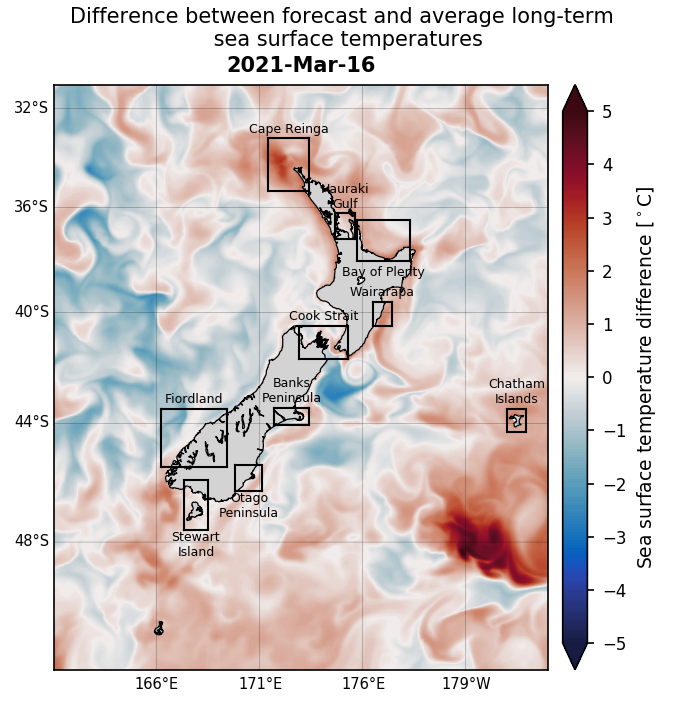 Difference between forecast and average long-term
sea surface temperatures
2021-Mar-16
32°S
36°S
40°S
44°S
48°S
166°E
171°E
176°E
179°W
Cape Reinga
Hauraki
Gulf
Bay of Plenty
Wairarapa
Cook Strait
Banks
Peninsula
Fiordland
Chatham
Islands
Otago
Peninsula
Stewart
Island
5
4
3
2
1
0
−1
−2
−3
−4
−5
Sea surface temperature difference [°C]